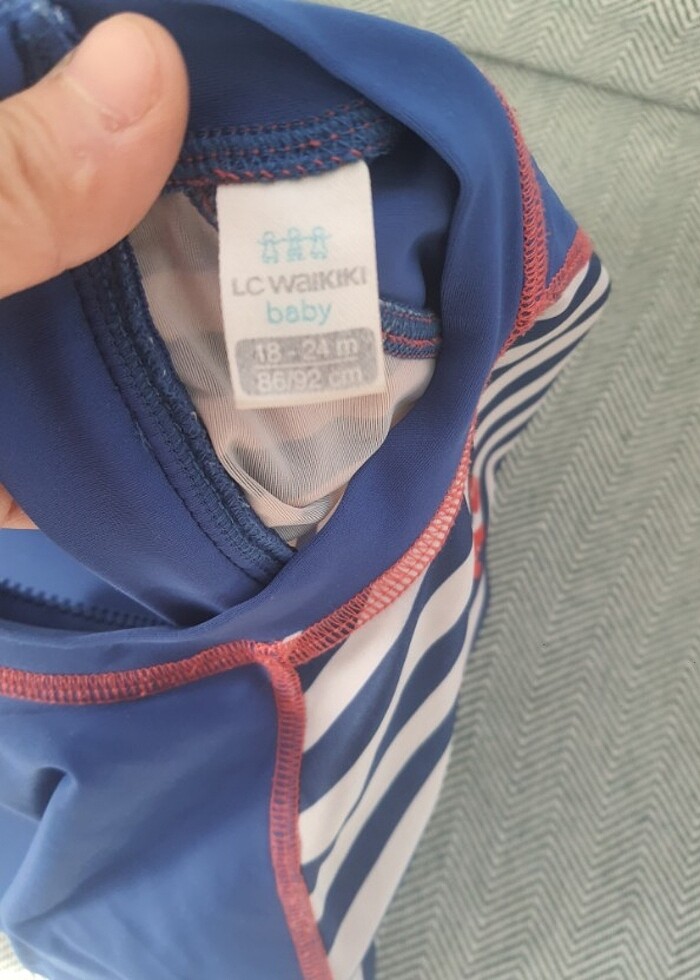 LC WAIKIKI
baby
18 - 24 m
86/92 cm